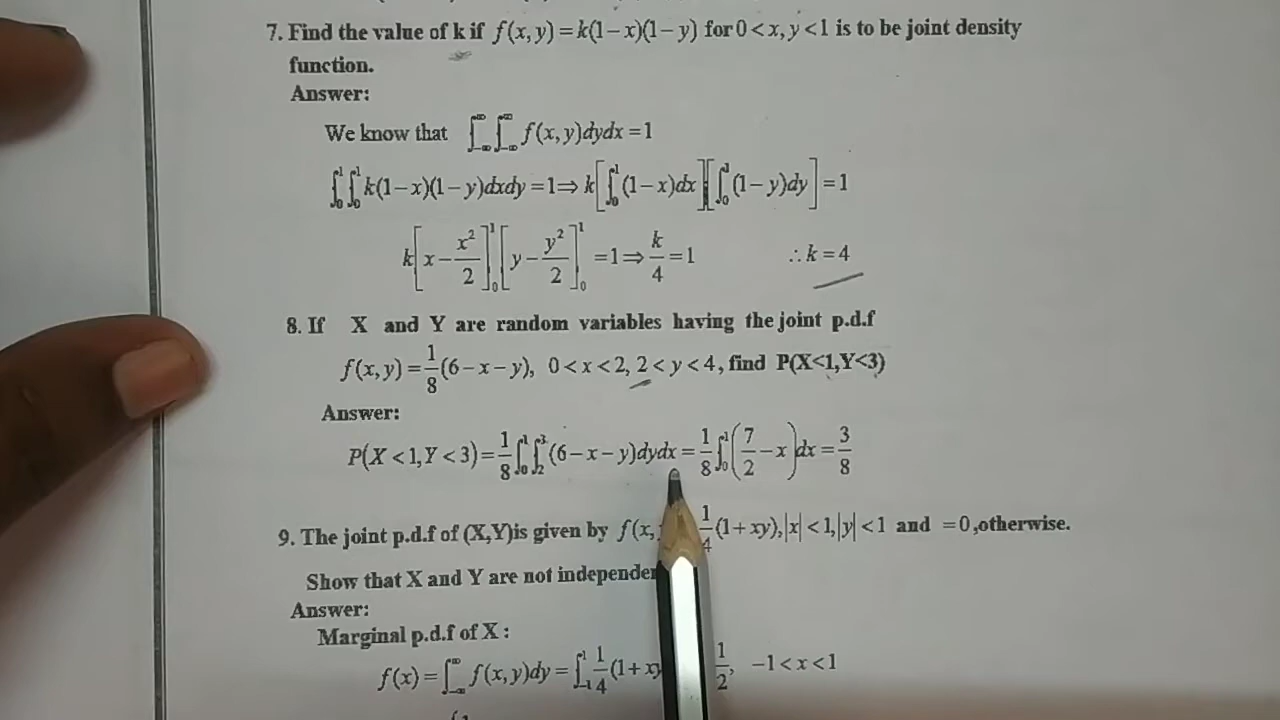 7. Find the value of k if f(x, y) = k(1−x)(1−y) for 0 < x, y < 1 is to be joint density
function.
Answer:
We know that ∫_{-∞}^{∞} ∫_{-∞}^{∞} f(x, y)dydx = 1
∫_0^1 ∫_0^1 k(1−x)(1−y)dxdy = 1 ⇒ k[∫_0^1 (1−x)dx][∫_0^1 (1−y)dy] = 1
k[x − x²/2]_0^1 [y − y²/2]_0^1 = 1 ⇒ k/4 = 1 ∴ k = 4
8. If X and Y are random variables having the joint p.d.f
f(x, y) = 1/8 (6−x−y), 0 < x < 2, 2 < y < 4, find P(X<1,Y<3)
Answer:
P(X < 1, Y < 3) = 1/8 ∫_0^1 ∫_2^3 (6−x−y)dydx = 1/8 ∫_0^1 (7/2 − x)dx = 3/8
9. The joint p.d.f of (X,Y)is given by f(x, 1/4 (1+xy), |x| < 1, |y| < 1 and =0,otherwise.
Show that X and Y are not
Answer:
Marginal p.d.f of X :
f(x) = ∫_{-∞}^{∞} f(x, y)dy = ∫_{-1}^1 1/4 (1+x 1/2, −1 < x < 1